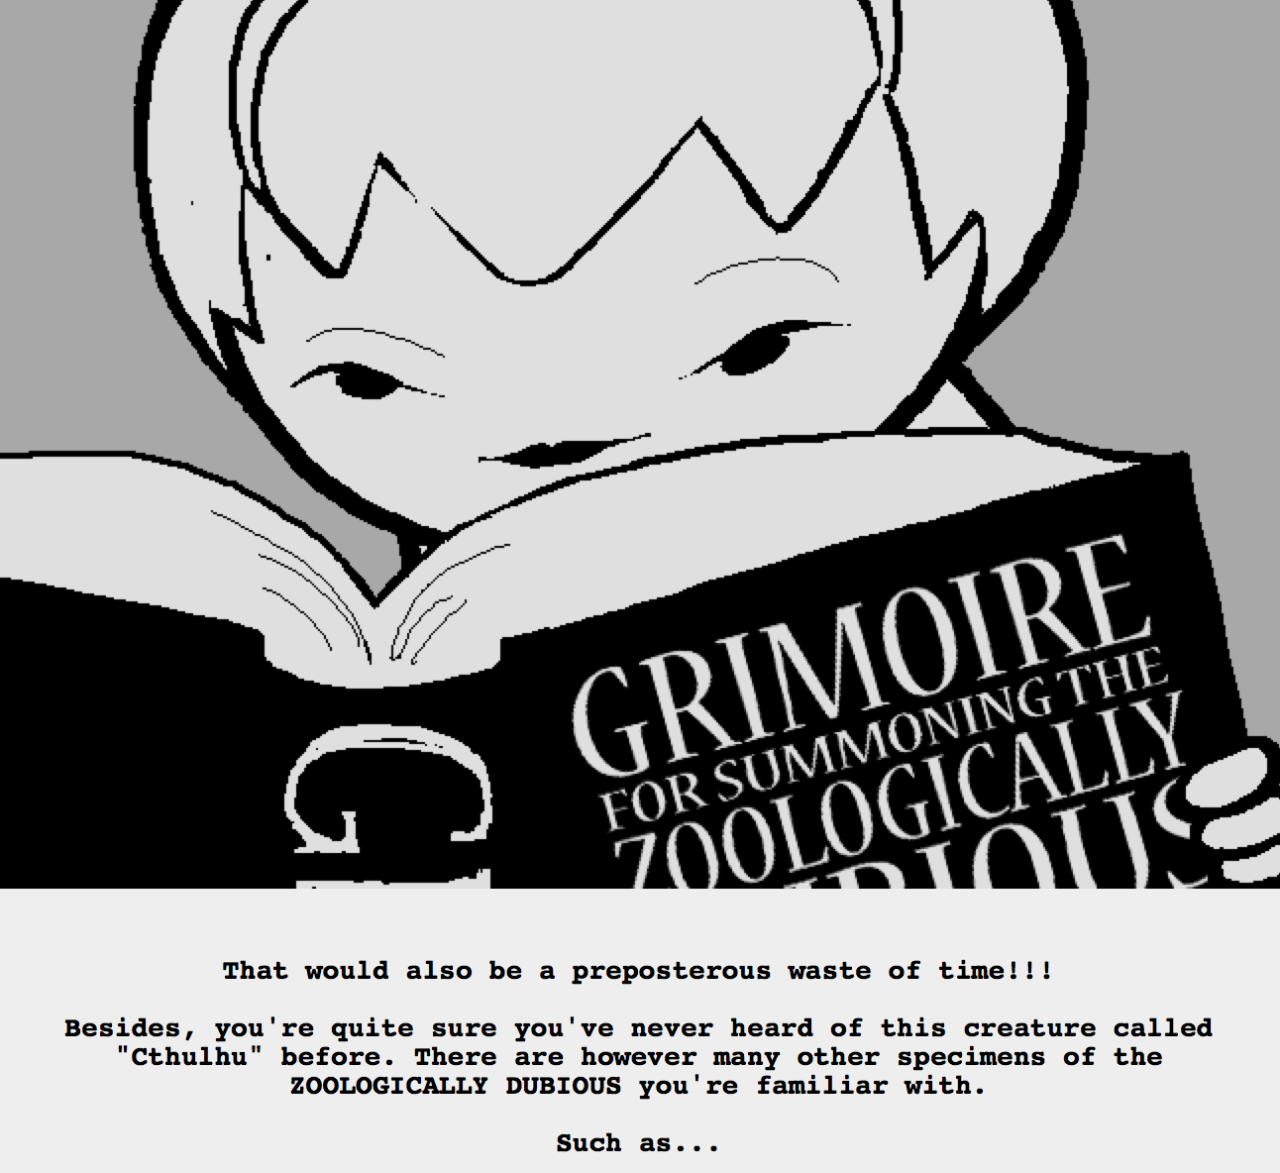 GRIMOIRE
FOR SUMMONING THE
ZOOLOGICALLY
G
That would also be a preposterous waste of time!!!
Besides, you're quite sure you've never heard of this creature called
"Cthulhu" before. There are however many other specimens of the
ZOOLOGICALLY DUBIOUS you're familiar with.
Such as...